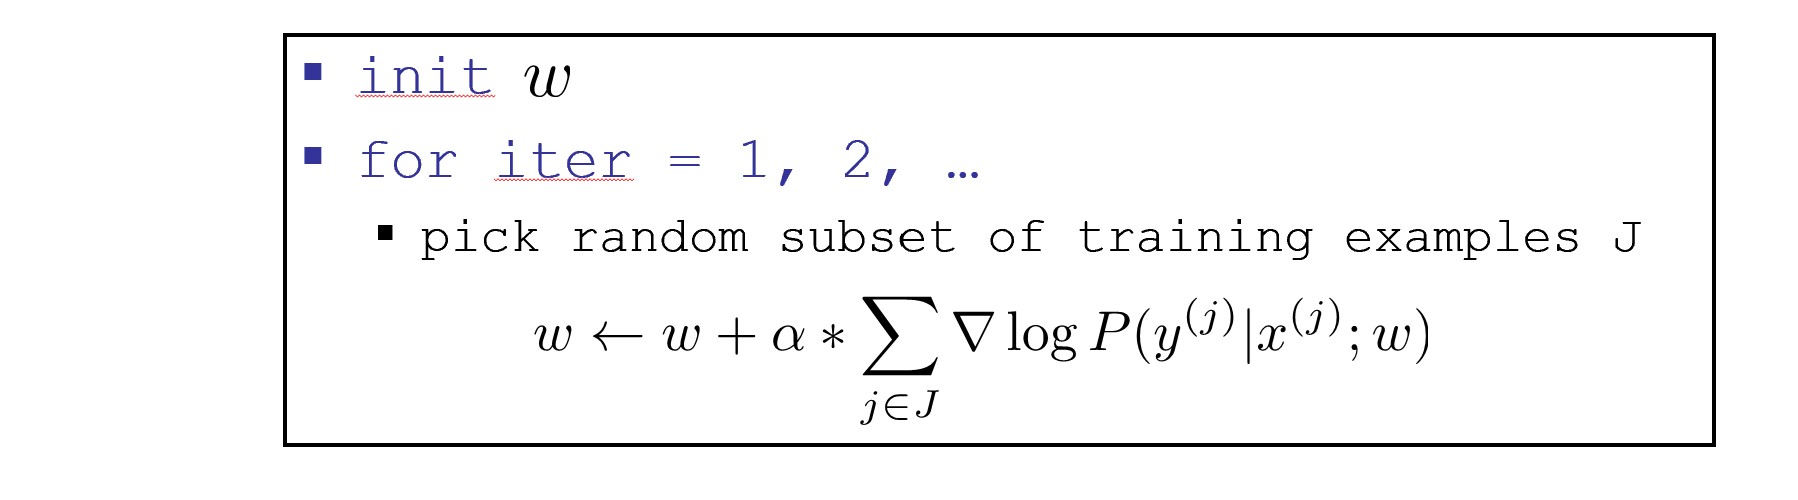 ▪ init w
▪ for iter = 1, 2, …
▪ pick random subset of training examples J
w ← w + α * ∑_{j∈J} ∇ log P(y^{(j)}|x^{(j)}; w)